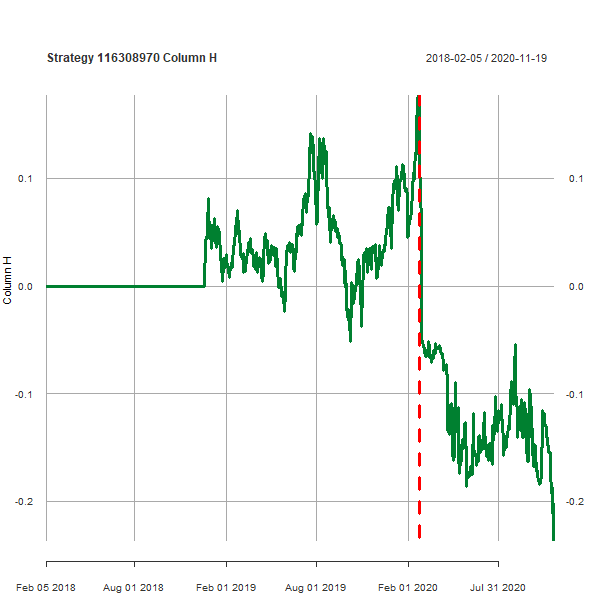 Strategy 116308970 Column H
2018-02-05 / 2020-11-19
Column H
0.1
0.1
0.0
0.0
-0.1
-0.1
-0.2
-0.2
Feb 05 2018
Aug 01 2018
Feb 01 2019
Aug 01 2019
Feb 01 2020
Jul 31 2020